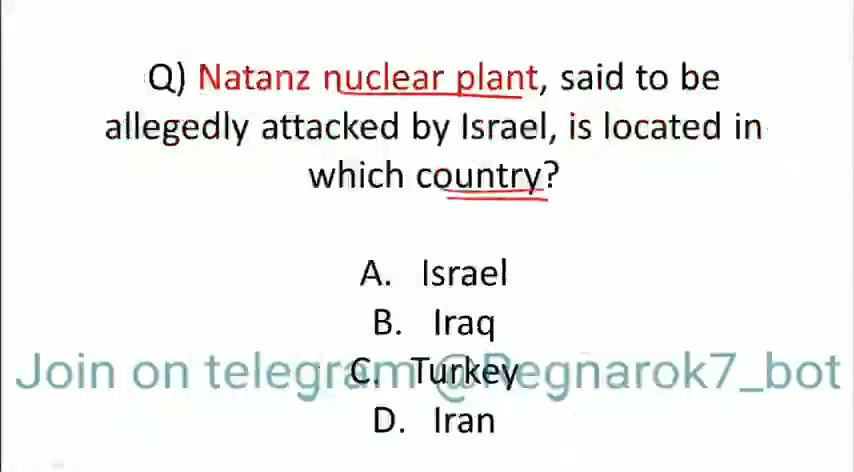 Q) Natanz nuclear plant, said to be
allegedly attacked by Israel, is located in
which country?
A. Israel
B. Iraq
C. Turkey
Join on telegram @Regnarok7_bot
D. Iran